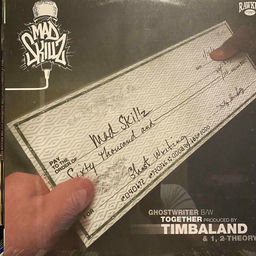 MAD
SKILLZ
RAWKUS
PAY
TO THE
ORDER OF
Mad Skillz
Sixty Thousand and
Ghost Writing
GHOSTWRITER B/W
TOGETHER PRODUCED BY
TIMBALAND
& 1, 2-THEORY